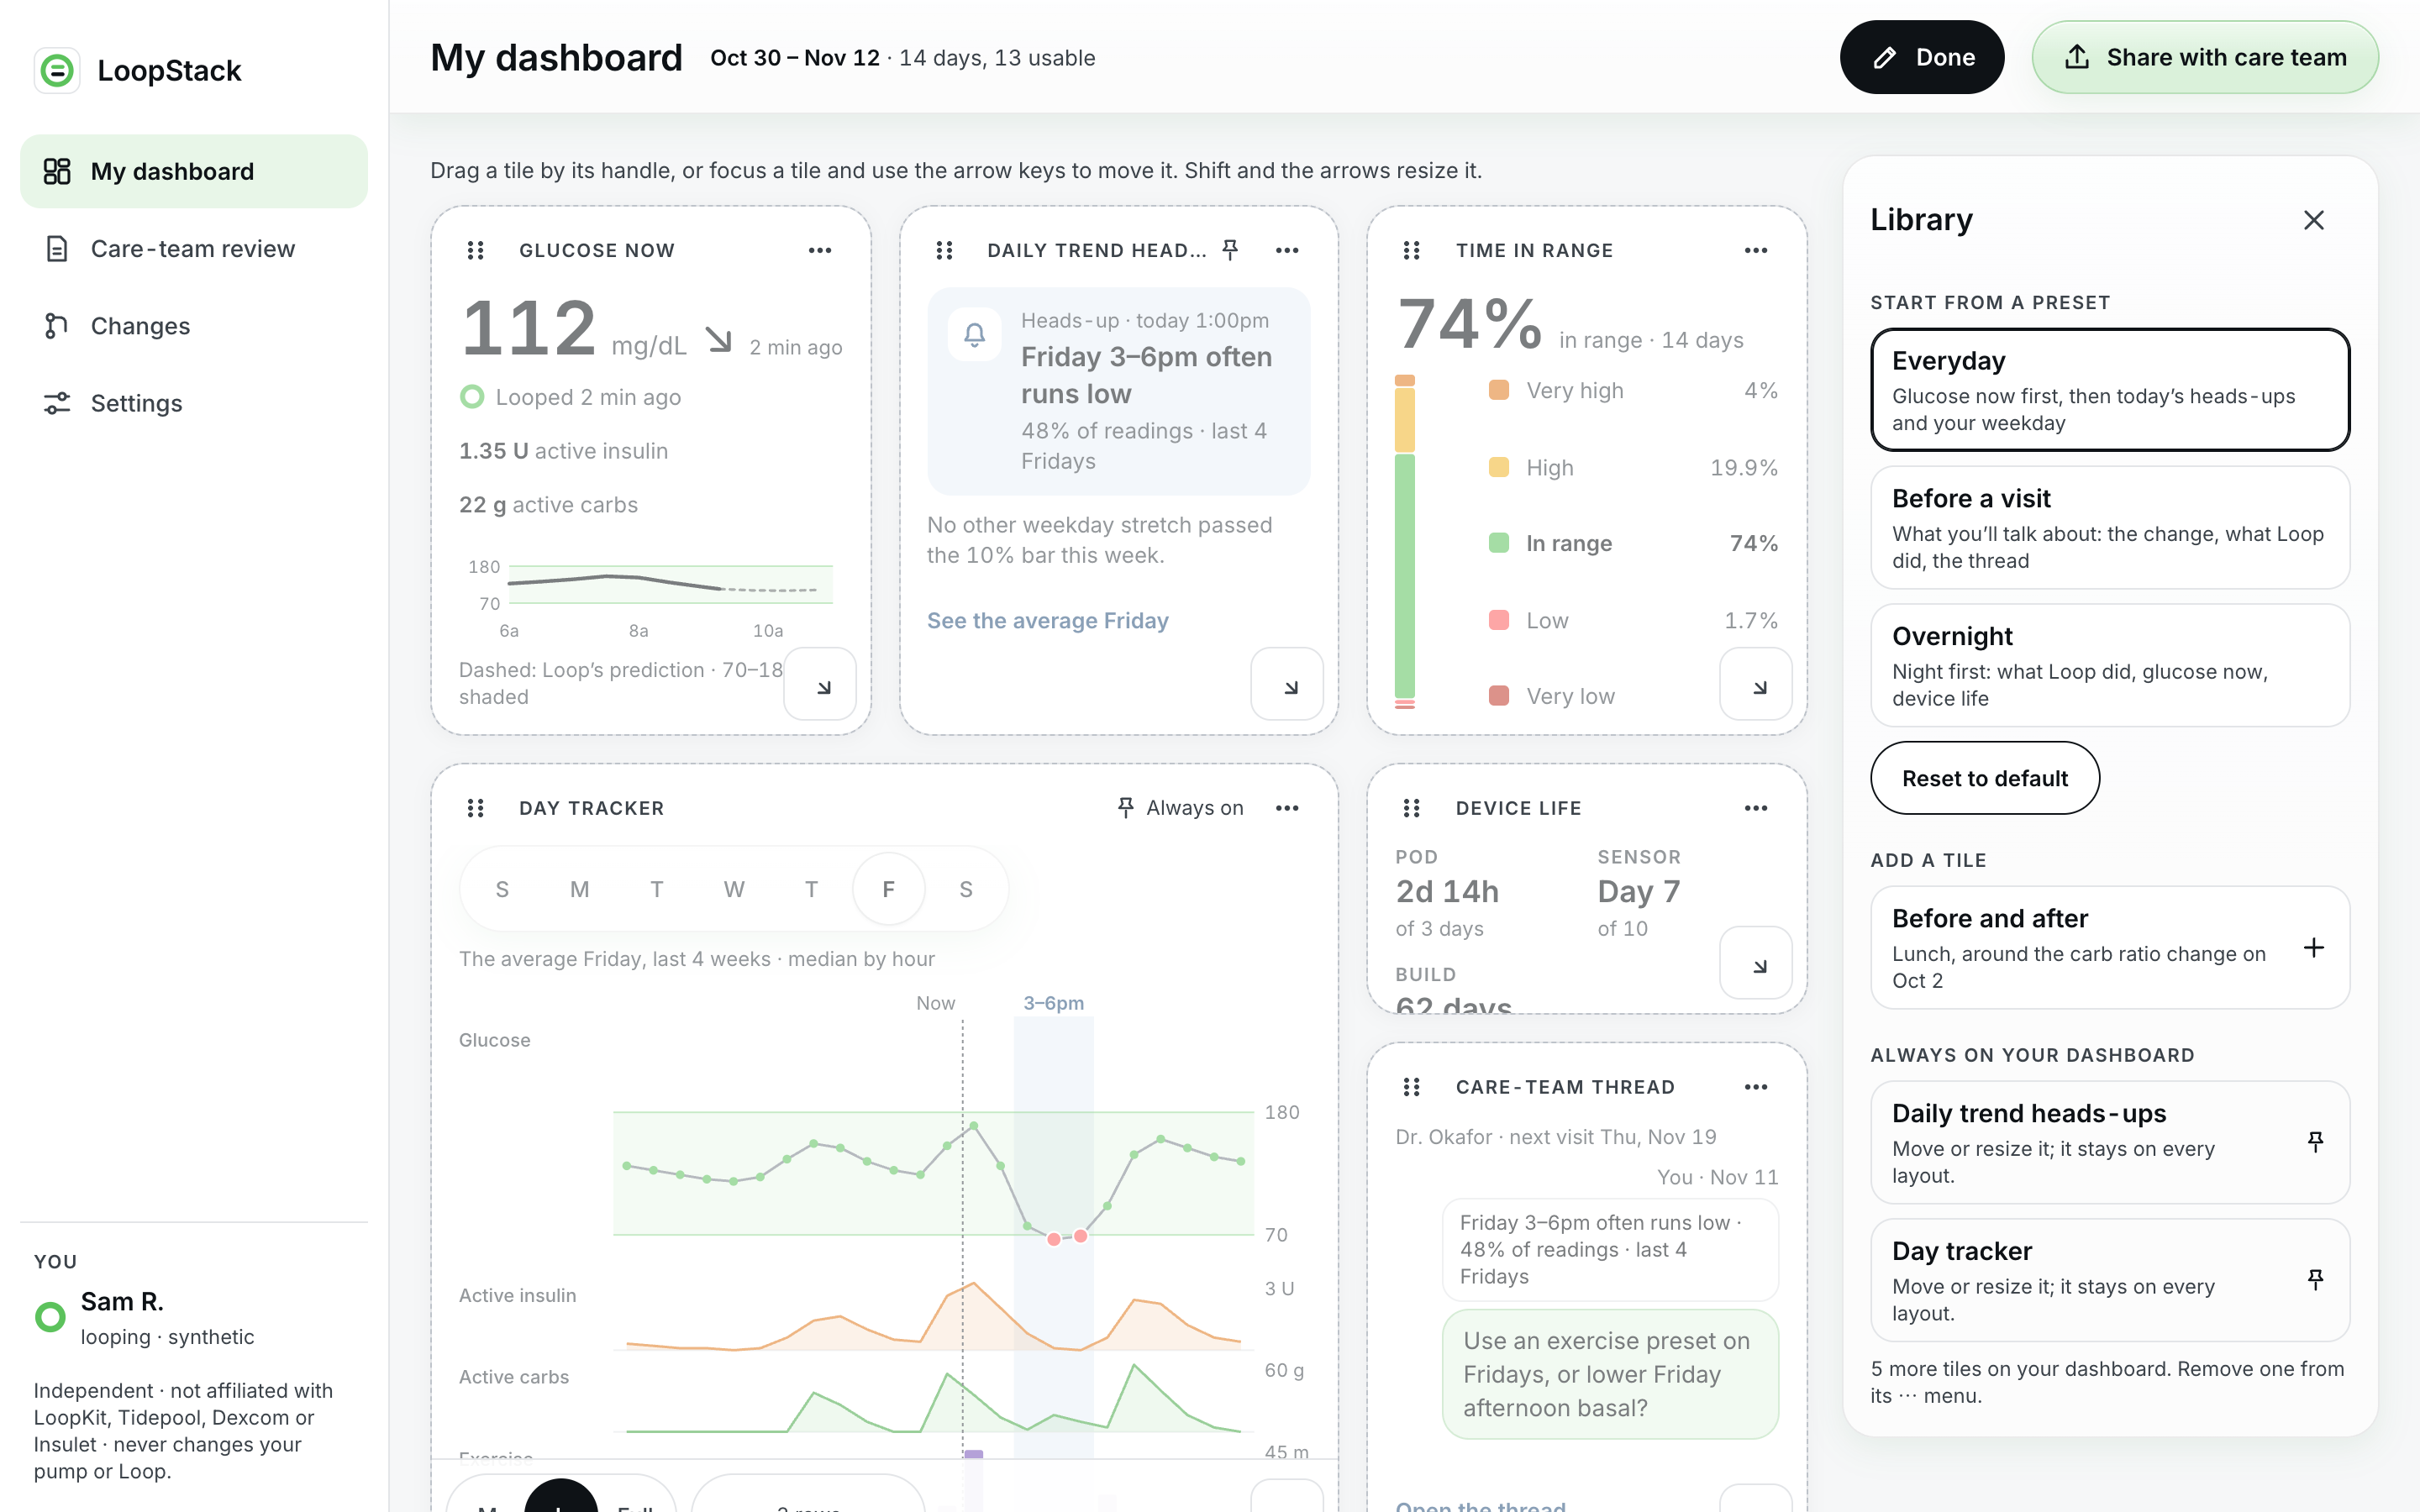 LoopStack
My dashboard
Care-team review
Changes
Settings
YOU
Sam R.
looping · synthetic
Independent · not affiliated with
LoopKit, Tidepool, Dexcom or
Insulet · never changes your
pump or Loop.
My dashboard
Oct 30 – Nov 12 · 14 days, 13 usable
Done
Share with care team
Drag a tile by its handle, or focus a tile and use the arrow keys to move it. Shift and the arrows resize it.
GLUCOSE NOW
112 mg/dL
2 min ago
Looped 2 min ago
1.35 U active insulin
22 g active carbs
180
70
6a
8a
10a
Dashed: Loop’s prediction · 70–18
shaded
DAILY TREND HEAD…
Heads-up · today 1:00pm
Friday 3–6pm often
runs low
48% of readings · last 4
Fridays
No other weekday stretch passed
the 10% bar this week.
See the average Friday
TIME IN RANGE
74% in range · 14 days
Very high 4%
High 19.9%
In range 74%
Low 1.7%
Very low
DAY TRACKER
Always on
S M T W T F S
The average Friday, last 4 weeks · median by hour
Now
3–6pm
Glucose
180
70
Active insulin
3 U
Active carbs
60 g
Exercise
45 m
Full
DEVICE LIFE
POD
2d 14h
of 3 days
SENSOR
Day 7
of 10
BUILD
62 days
CARE-TEAM THREAD
Dr. Okafor · next visit Thu, Nov 19
You · Nov 11
Friday 3–6pm often runs low ·
48% of readings · last 4
Fridays
Use an exercise preset on
Fridays, or lower Friday
afternoon basal?
Open the thread
Library
START FROM A PRESET
Everyday
Glucose now first, then today’s heads-ups
and your weekday
Before a visit
What you’ll talk about: the change, what Loop
did, the thread
Overnight
Night first: what Loop did, glucose now,
device life
Reset to default
ADD A TILE
Before and after
Lunch, around the carb ratio change on
Oct 2
ALWAYS ON YOUR DASHBOARD
Daily trend heads-ups
Move or resize it; it stays on every
layout.
Day tracker
Move or resize it; it stays on every
layout.
5 more tiles on your dashboard. Remove one from
its ··· menu.